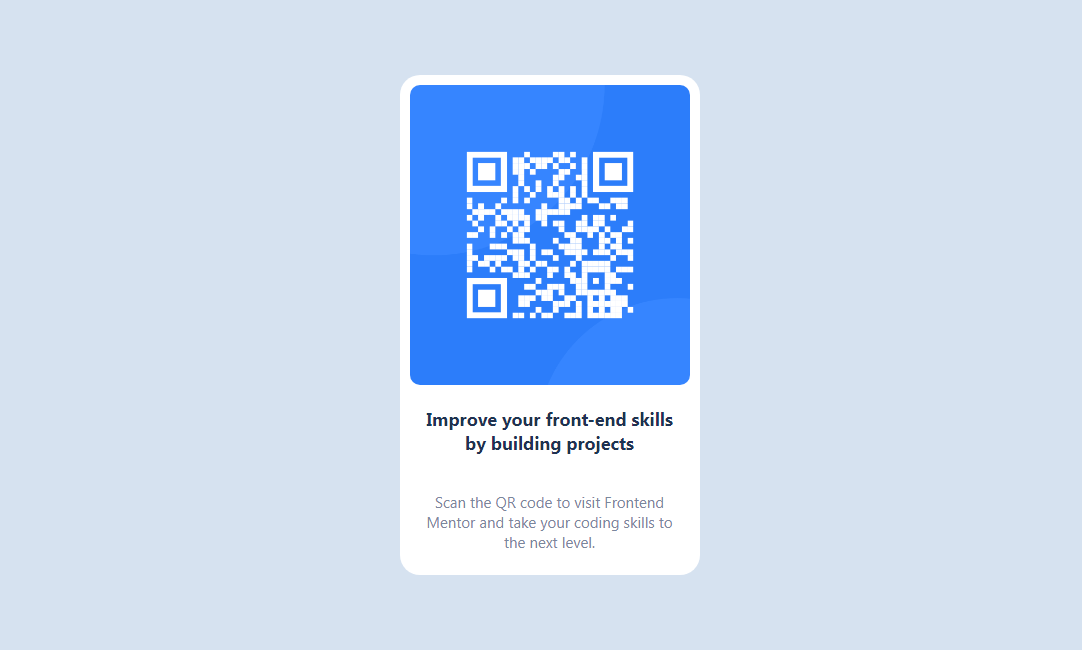 Improve your front-end skills
by building projects
Scan the QR code to visit Frontend
Mentor and take your coding skills to
the next level.